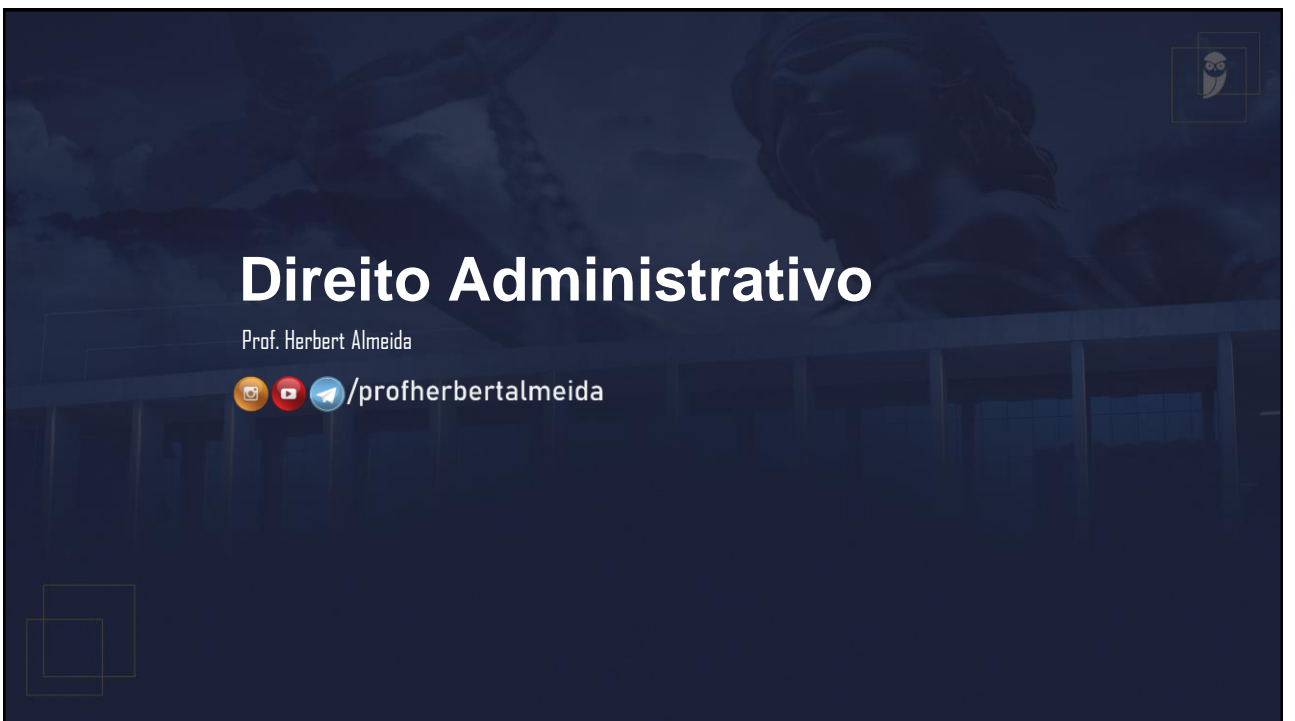 Direito Administrativo
Prof. Herbert Almeida
/profherbertalmeida